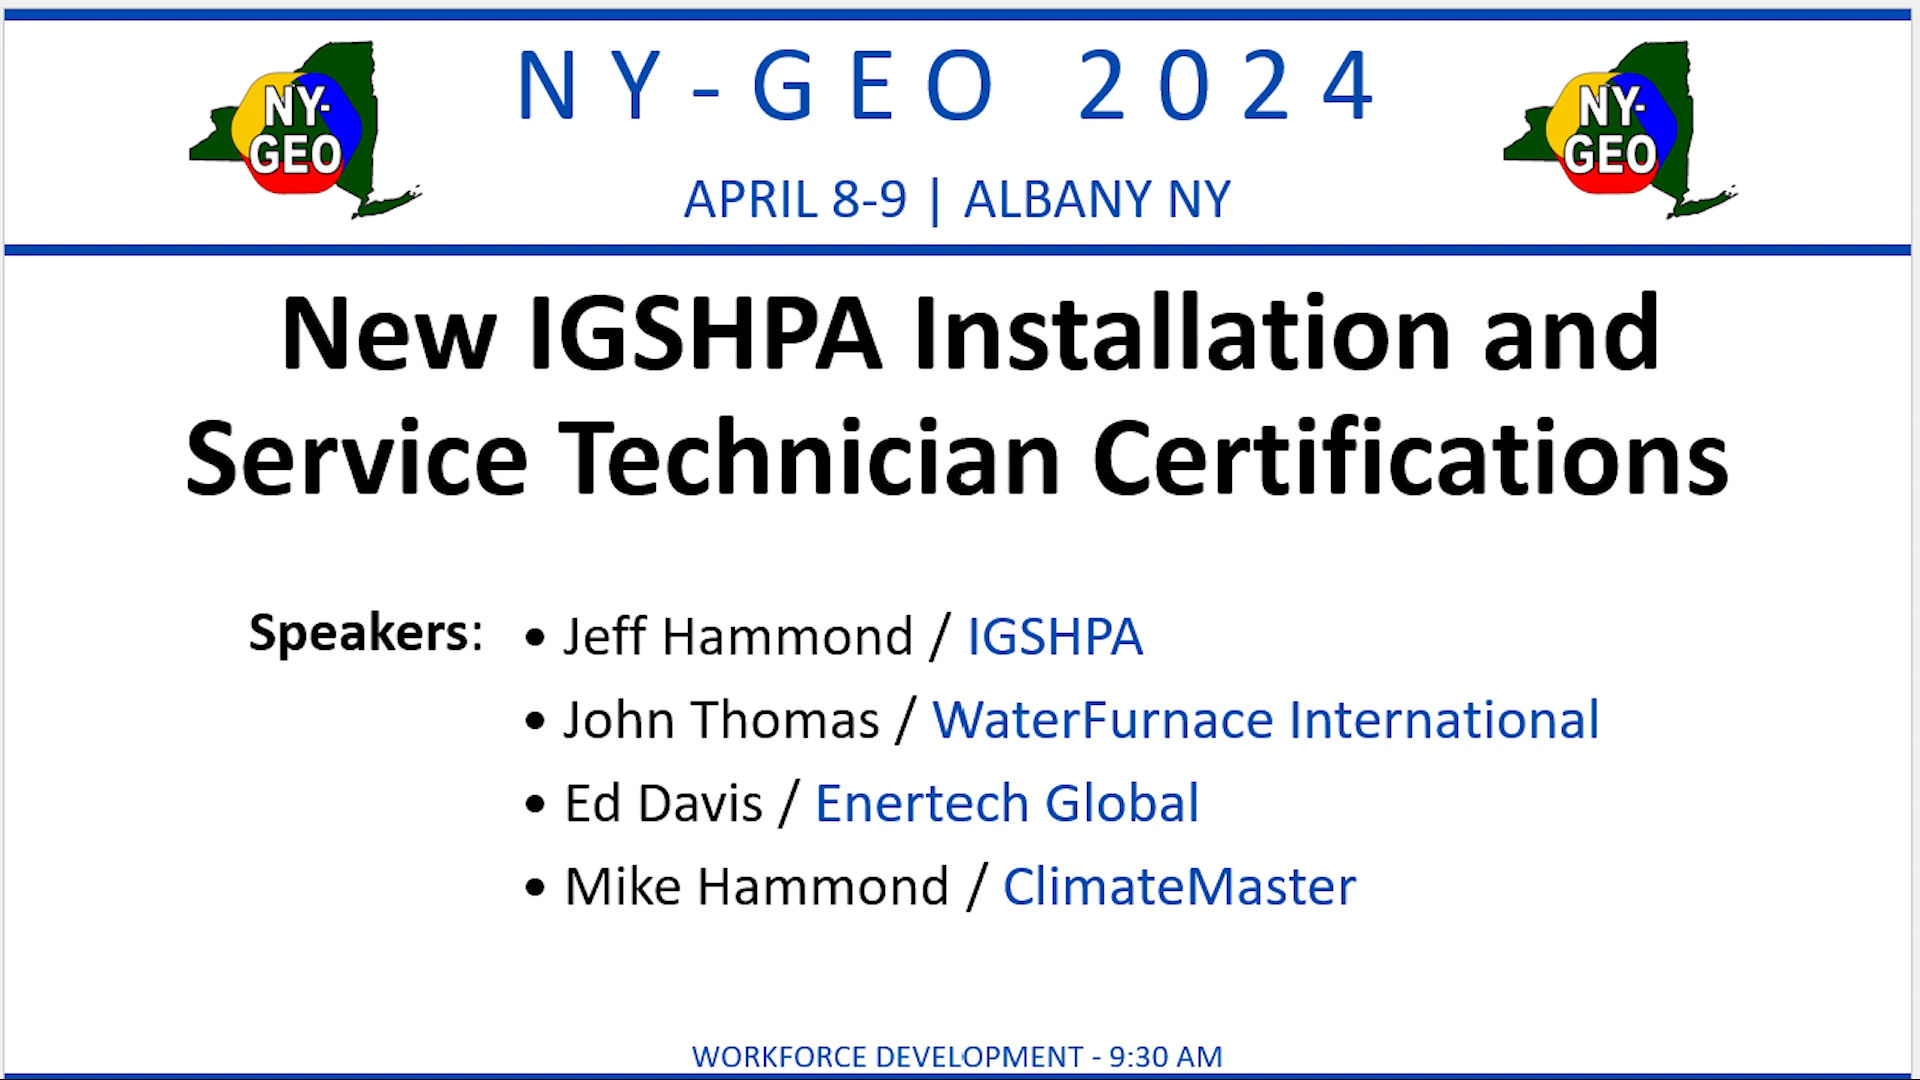 NY-GEO 2024
NY-
GEO
NY-
GEO
APRIL 8-9 | ALBANY NY
New IGSHPA Installation and
Service Technician Certifications
Speakers: • Jeff Hammond / IGSHPA
• John Thomas / WaterFurnace International
• Ed Davis / Enertech Global
• Mike Hammond / ClimateMaster
WORKFORCE DEVELOPMENT - 9:30 AM